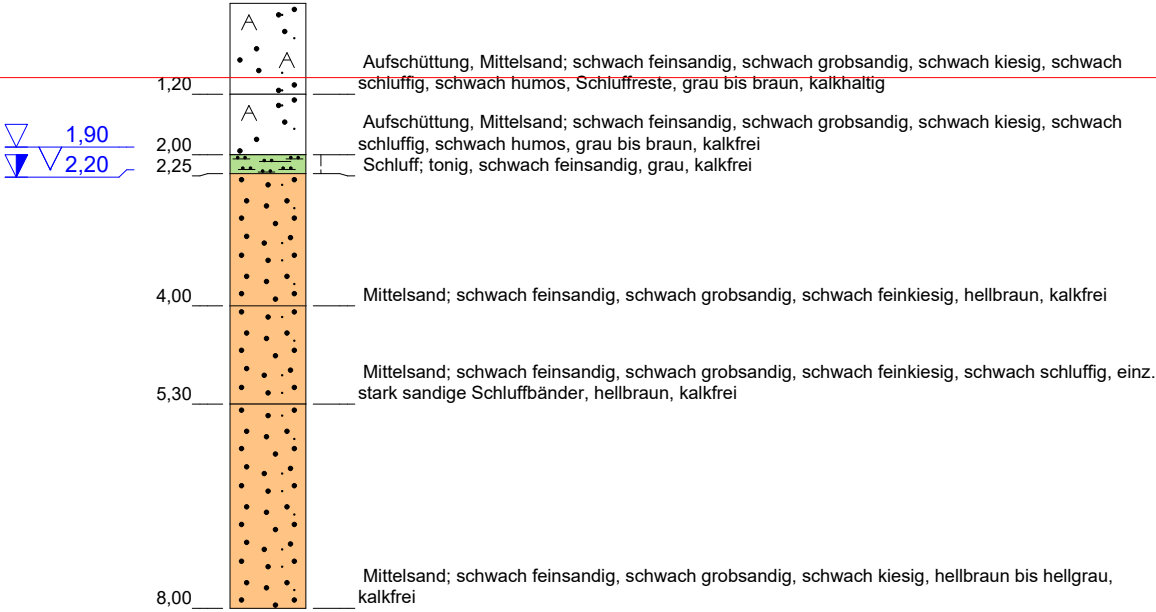 A
A
Aufschüttung, Mittelsand; schwach feinsandig, schwach grobsandig, schwach kiesig, schwach
1,20
schluffig, schwach humos, Schluffreste, grau bis braun, kalkhaltig
A
Aufschüttung, Mittelsand; schwach feinsandig, schwach grobsandig, schwach kiesig, schwach
1,90
2,00
schluffig, schwach humos, grau bis braun, kalkfrei
2,20
2,25
Schluff; tonig, schwach feinsandig, grau, kalkfrei
4,00
Mittelsand; schwach feinsandig, schwach grobsandig, schwach feinkiesig, hellbraun, kalkfrei
Mittelsand; schwach feinsandig, schwach grobsandig, schwach feinkiesig, schwach schluffig, einz.
5,30
stark sandige Schluffbänder, hellbraun, kalkfrei
Mittelsand; schwach feinsandig, schwach grobsandig, schwach kiesig, hellbraun bis hellgrau,
8,00
kalkfrei